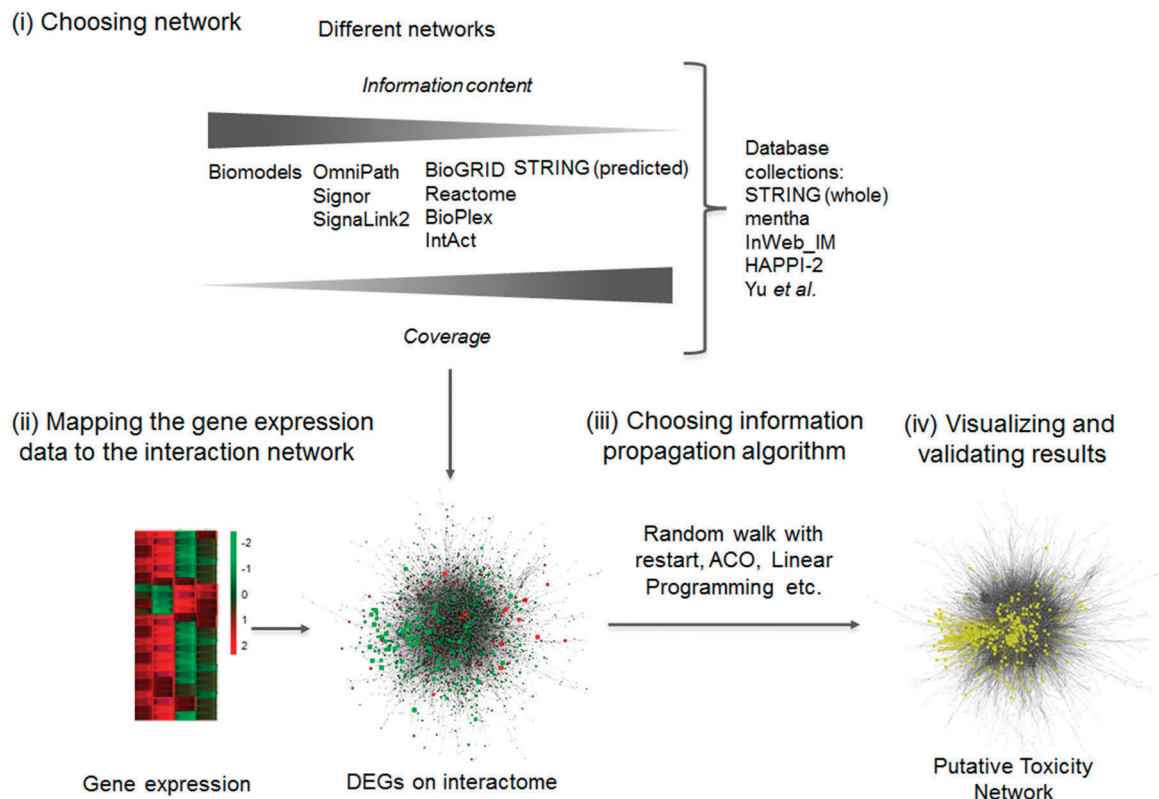 (i) Choosing network
Different networks
Information content
Biomodels
OmniPath
Signor
SignaLink2
BioGRID
Reactome
BioPlex
IntAct
STRING (predicted)
Coverage
Database
collections:
STRING (whole)
mentha
InWeb_IM
HAPPI-2
Yu et al.
(ii) Mapping the gene expression
data to the interaction network
-2
-1
0
1
2
Gene expression
DEGs on interactome
(iii) Choosing information
propagation algorithm
Random walk with
restart, ACO, Linear
Programming etc.
(iv) Visualizing and
validating results
Putative Toxicity
Network